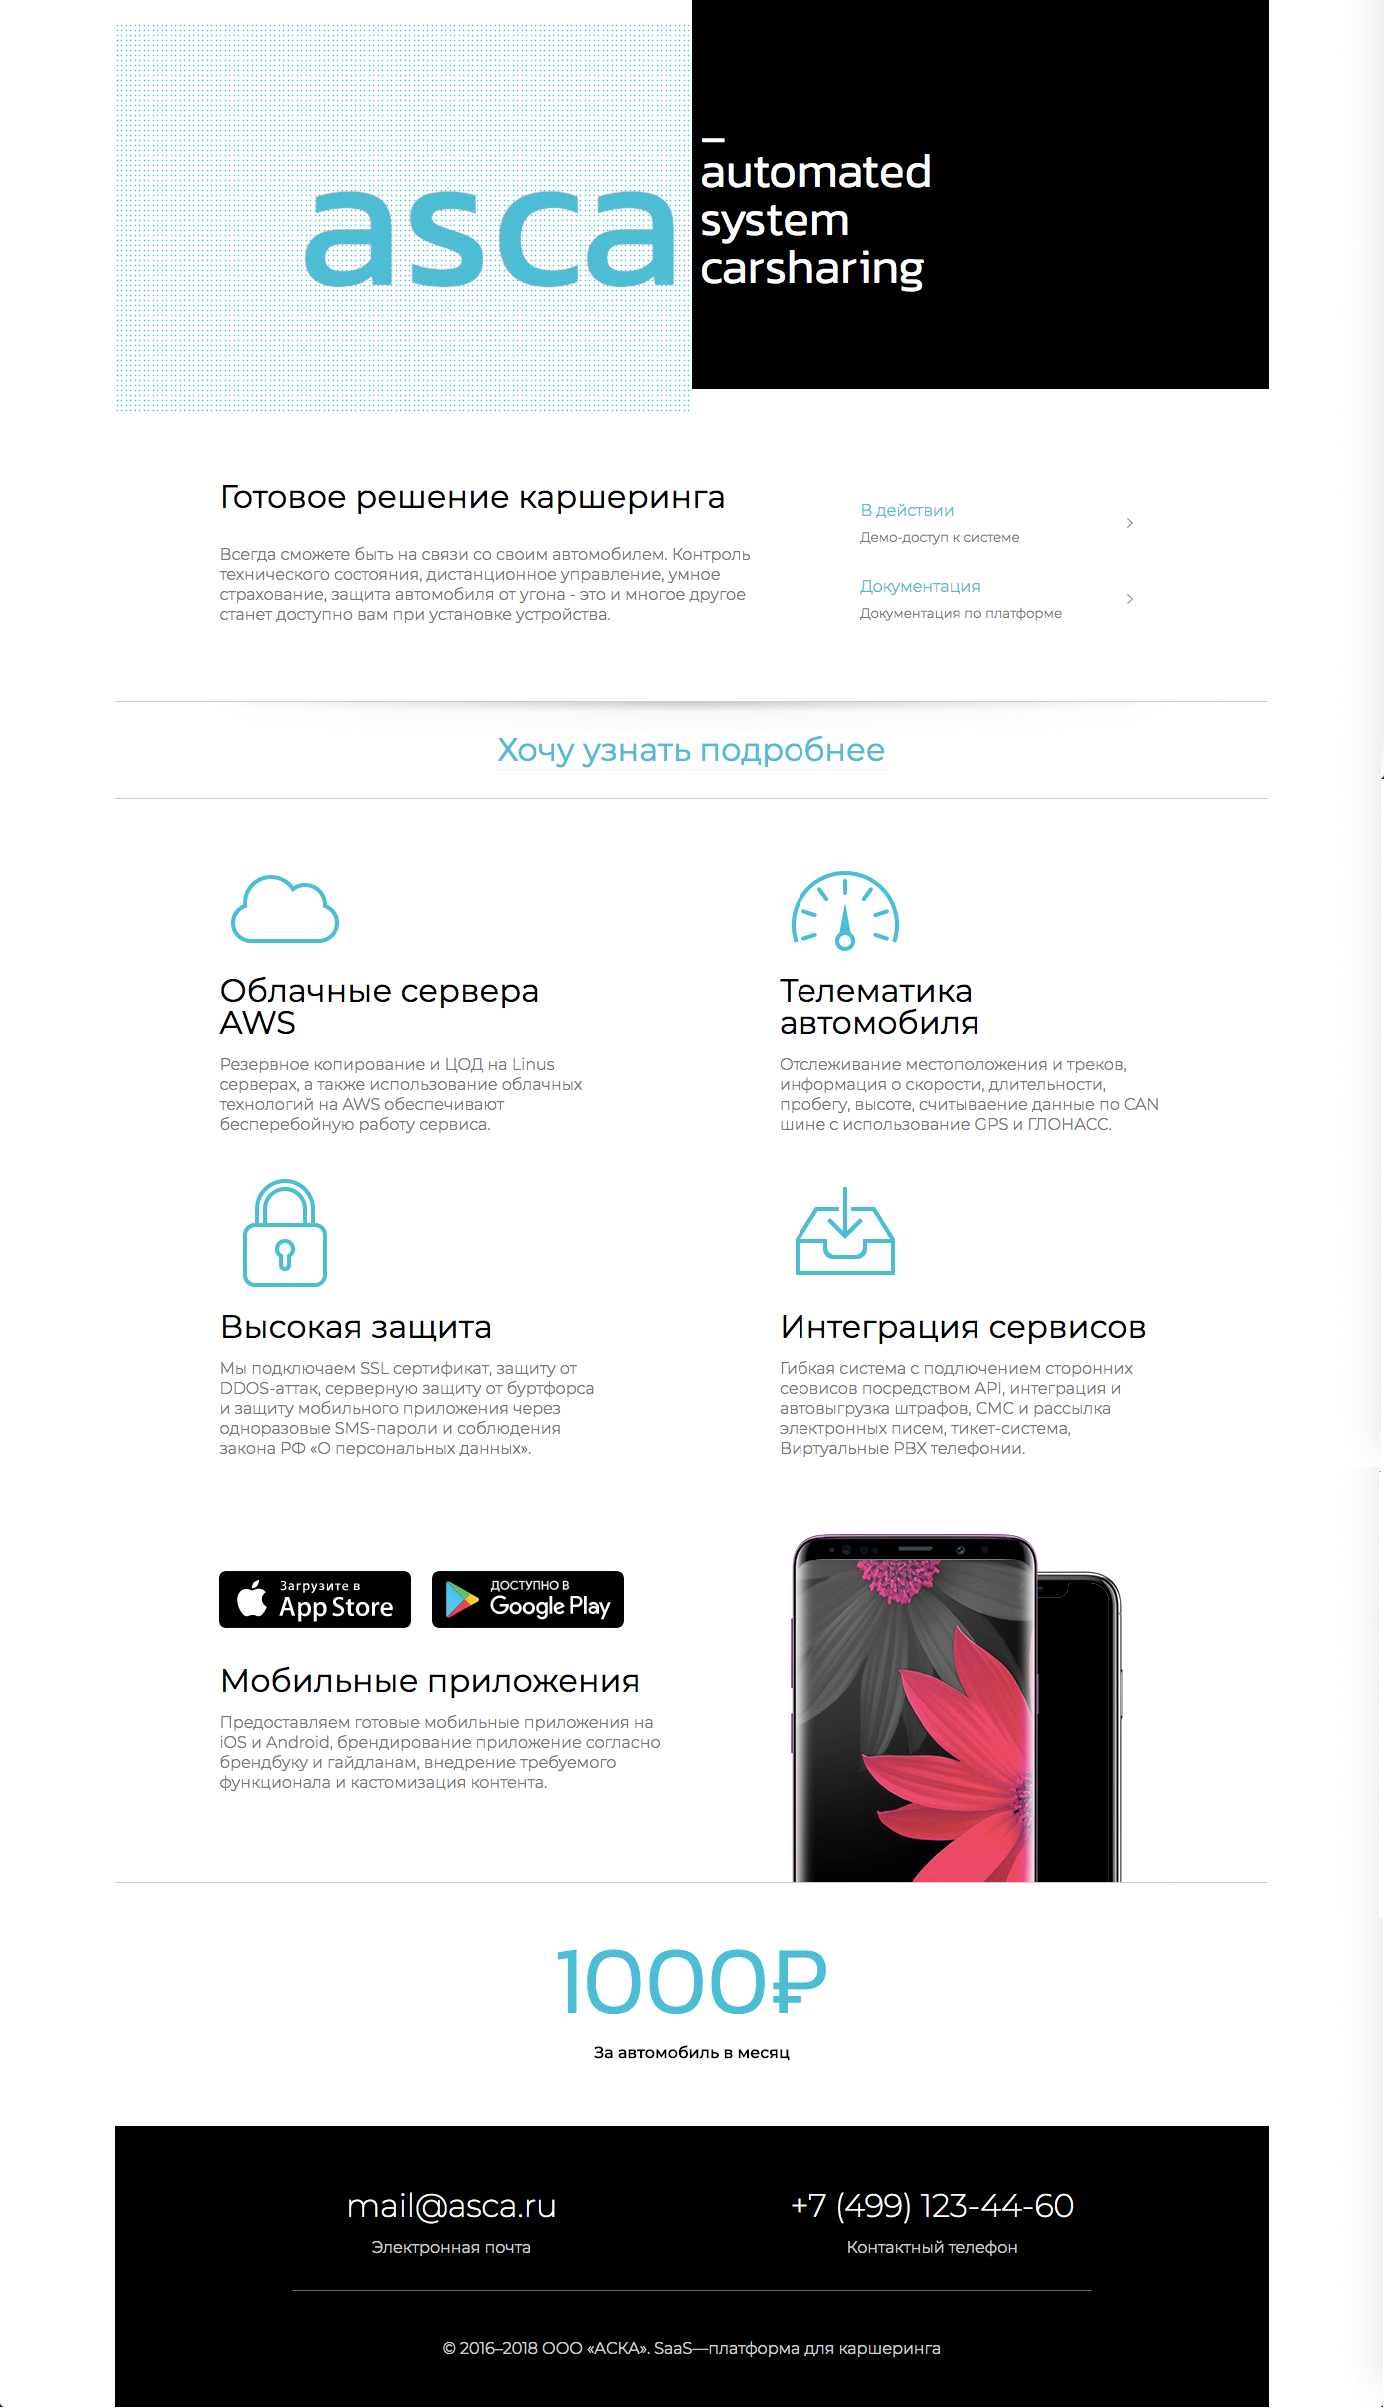 asca
automated
system
carsharing
Готовое решение каршеринга
Всегда сможете быть на связи со своим автомобилем. Контроль
технического состояния, дистанционное управление, умное
страхование, защита автомобиля от угона - это и многое другое
станет доступно вам при установке устройства.
В действии
Демо-доступ к системе
Документация
Документация по платформе
Хочу узнать подробнее
Облачные сервера
AWS
Резервное копирование и ЦОД на Linus
серверах, а также использование облачных
технологий на AWS обеспечивают
бесперебойную работу сервиса.
Телематика
автомобиля
Отслеживание местоположения и треков,
информация о скорости, длительности,
пробегу, высоте, считываение данные по CAN
шине с использование GPS и ГЛОНАСС.
Высокая защита
Мы подключаем SSL сертификат, защиту от
DDOS-аттак, серверную защиту от буртфорса
и защиту мобильного приложения через
одноразовые SMS-пароли и соблюдения
закона РФ «О персональных данных».
Интеграция сервисов
Гибкая система с подлючением сторонних
сервисов посредством API, интеграция и
автовыгрузка штрафов, СМС и рассылка
электронных писем, тикет-система,
Виртуальные PBX телефонии.
Загрузите в
App Store
ДОСТУПНО В
Google Play
Мобильные приложения
Предоставляем готовые мобильные приложения на
iOS и Android, брендирование приложение согласно
брендбуку и гайдланам, внедрение требуемого
функционала и кастомизация контента.
1000₽
За автомобиль в месяц
mail@asca.ru
Электронная почта
+7 (499) 123-44-60
Контактный телефон
© 2016–2018 ООО «АСКА». SaaS—платформа для каршеринга